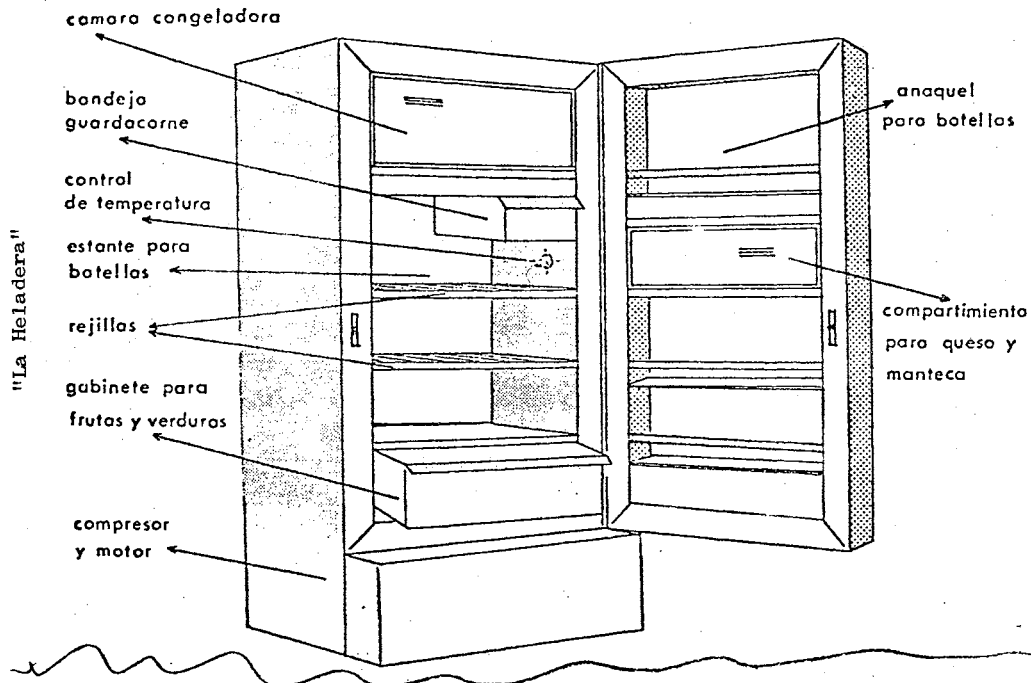 camara congeladora
bandeja
guardacarne
control
de temperatura
estante para
botellas
rejillas
gabinete para
frutas y verduras
compresor
y motor
"La Heladera"
anaquel
para botellas
compartimiento
para queso y
manteca